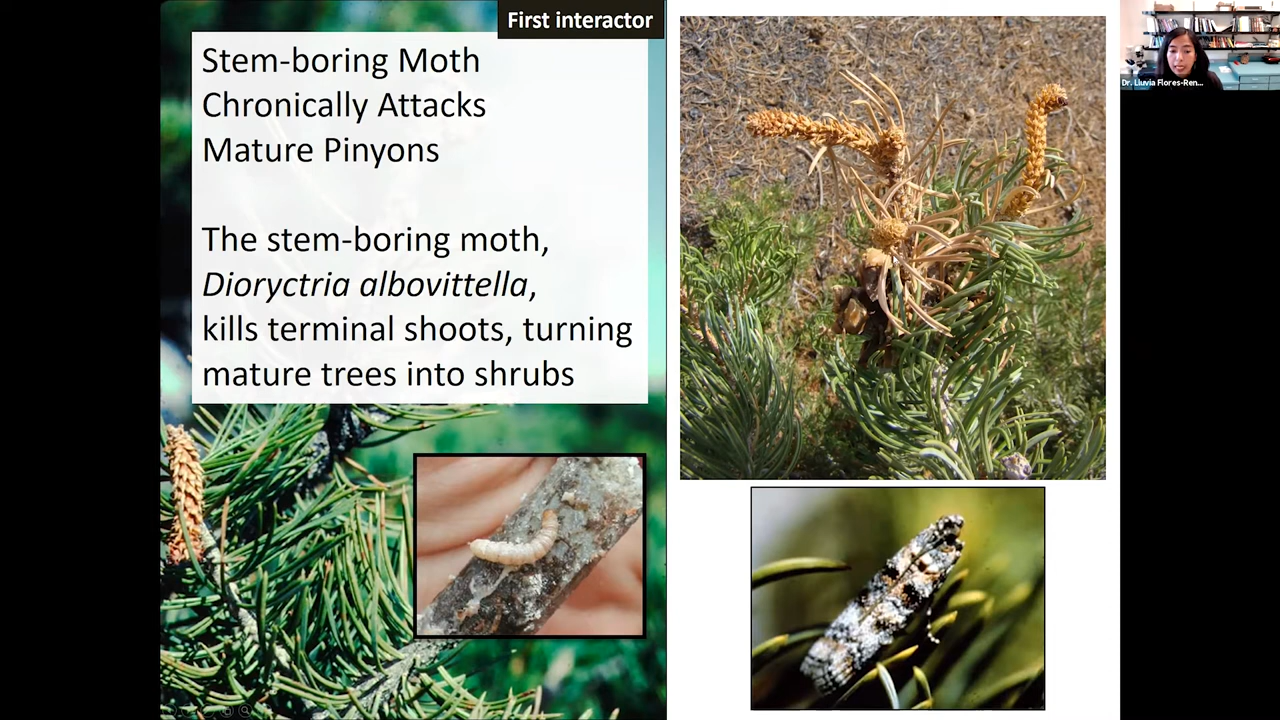 First interactor
Stem-boring Moth
Chronically Attacks
Mature Pinyons
The stem-boring moth,
Dioryctria albovittella,
kills terminal shoots, turning
mature trees into shrubs
Dr. Lluvia Flores-Ren...